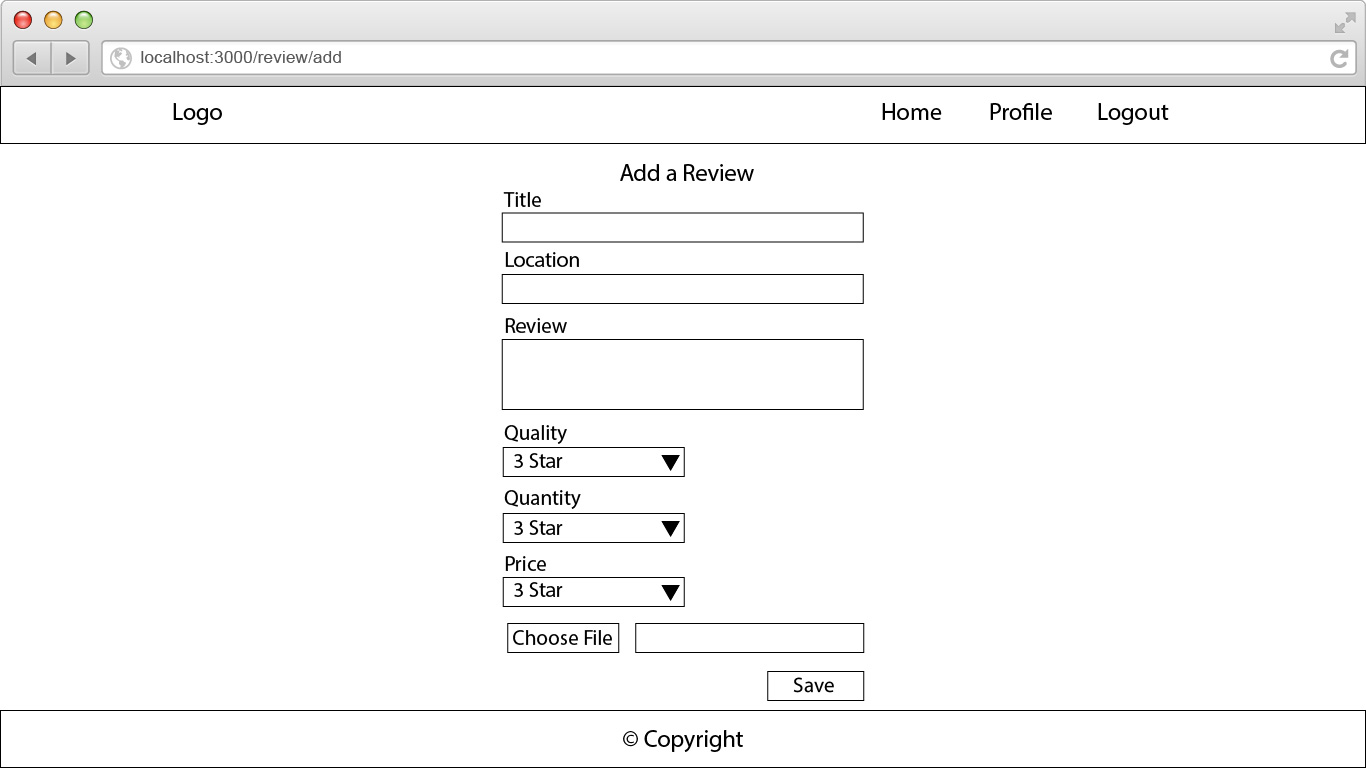 localhost:3000/review/add
Logo Home Profile Logout
Add a Review
Title
Location
Review
Quality
3 Star
Quantity
3 Star
Price
3 Star
Choose File
Save
© Copyright